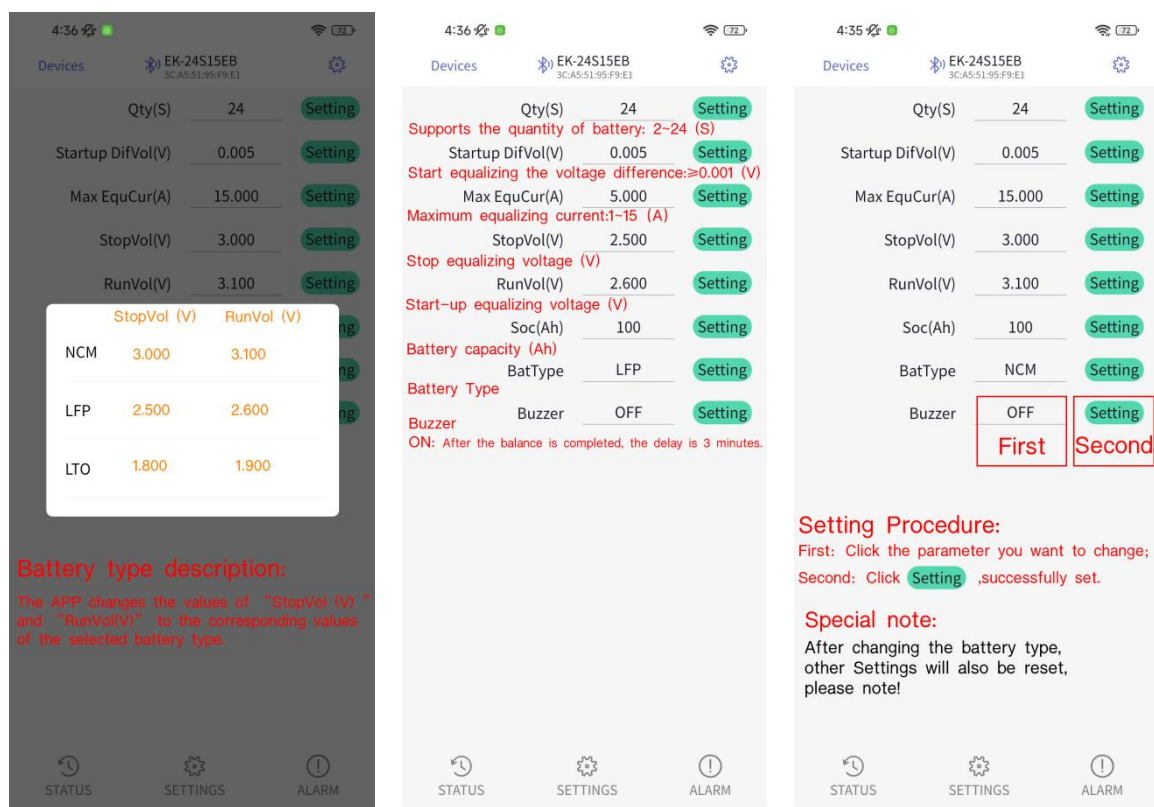 4:36
72
Devices
EK-24S15EB
3C:A5:51:95:F9:E1
Qty(S) 24 Setting
Startup DifVol(V) 0.005 Setting
Max EquCur(A) 15.000 Setting
StopVol(V) 3.000 Setting
RunVol(V) 3.100 Setting
StopVol (V) RunVol (V)
ng
NCM 3.000 3.100
ng
LFP 2.500 2.600
ng
LTO 1.800 1.900
Battery type description:
The APP changes the values of “StopVol (V) ”
and “RunVol(V)” to the corresponding values
of the selected battery type.
STATUS SETTINGS ALARM
4:36
72
Devices
EK-24S15EB
3C:A5:51:95:F9:E1
Qty(S) 24 Setting
Supports the quantity of battery: 2~24 (S)
Startup DifVol(V) 0.005 Setting
Start equalizing the voltage difference:≥0.001 (V)
Max EquCur(A) 5.000 Setting
Maximum equalizing current:1~15 (A)
StopVol(V) 2.500 Setting
Stop equalizing voltage (V)
RunVol(V) 2.600 Setting
Start-up equalizing voltage (V)
Soc(Ah) 100 Setting
Battery capacity (Ah)
BatType LFP Setting
Battery Type
Buzzer OFF Setting
Buzzer
ON: After the balance is completed, the delay is 3 minutes.
STATUS SETTINGS ALARM
4:35
72
Devices
EK-24S15EB
3C:A5:51:95:F9:E1
Qty(S) 24 Setting
Startup DifVol(V) 0.005 Setting
Max EquCur(A) 15.000 Setting
StopVol(V) 3.000 Setting
RunVol(V) 3.100 Setting
Soc(Ah) 100 Setting
BatType NCM Setting
Buzzer OFF Setting
First Second
Setting Procedure:
First: Click the parameter you want to change;
Second: Click Setting ,successfully set.
Special note:
After changing the battery type,
other Settings will also be reset,
please note!
STATUS SETTINGS ALARM